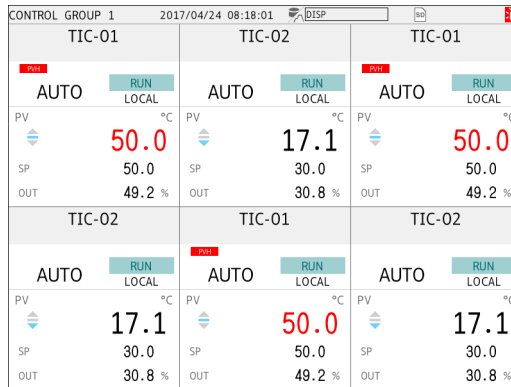 CONTROL GROUP 1 2017/04/24 08:18:01 DISP SD
TIC-01 TIC-02 TIC-01
PVH PVH
AUTO RUN AUTO RUN AUTO RUN
LOCAL LOCAL LOCAL
PV °C PV °C PV °C
50.0 17.1 50.0
SP 50.0 SP 30.0 SP 50.0
OUT 49.2 % OUT 30.8 % OUT 49.2 %
TIC-02 TIC-01 TIC-02
PVH
AUTO RUN AUTO RUN AUTO RUN
LOCAL LOCAL LOCAL
PV °C PV °C PV °C
17.1 50.0 17.1
SP 30.0 SP 50.0 SP 30.0
OUT 30.8 % OUT 49.2 % OUT 30.8 %